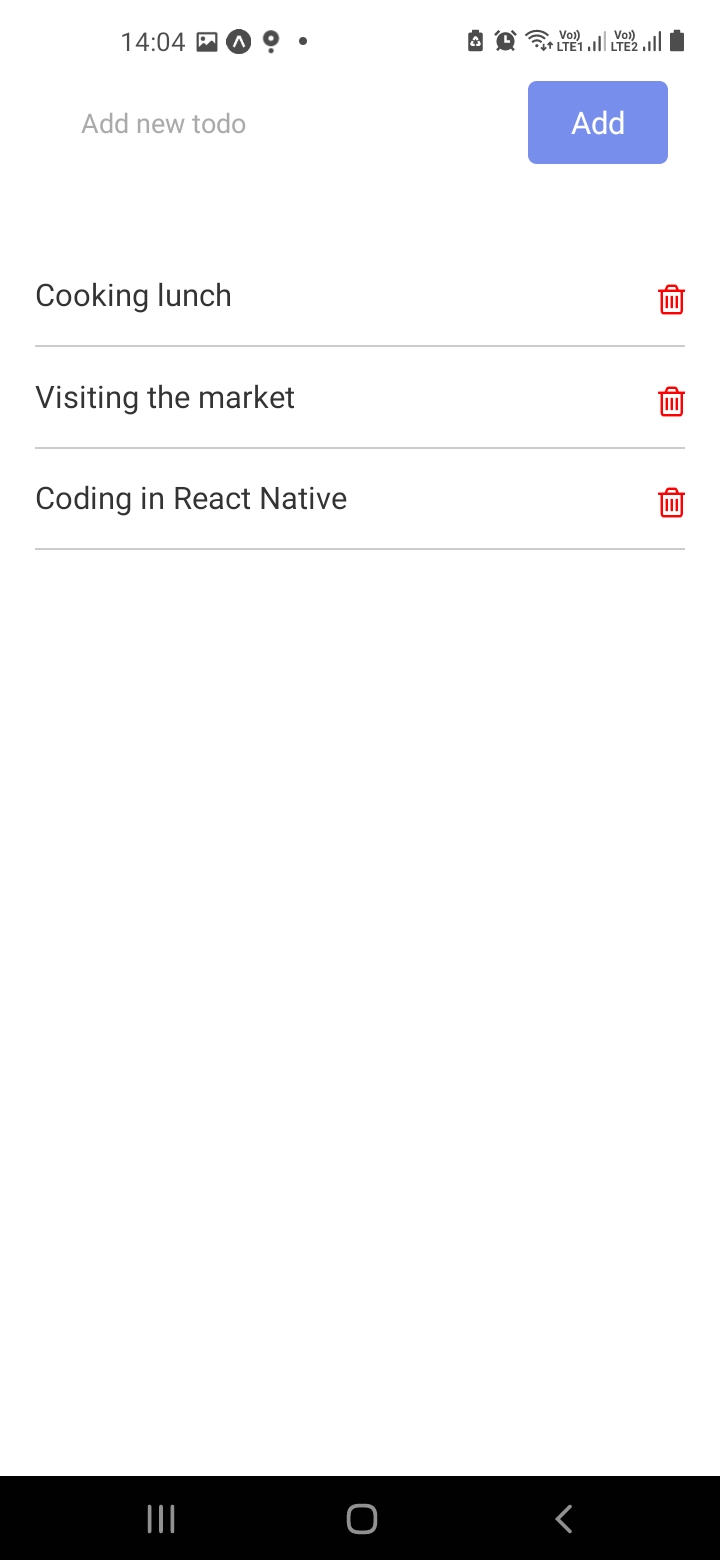 14:04
Vo)) LTE1 Vo)) LTE2
Add new todo
Add
Cooking lunch
Visiting the market
Coding in React Native